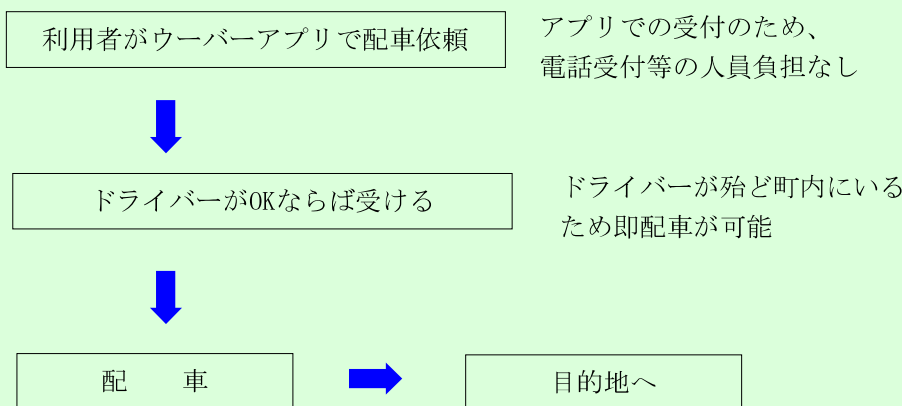 利用者がウーバーアプリで配車依頼
アプリでの受付のため、
電話受付等の人員負担なし
ドライバーがOKならば受ける
ドライバーが殆ど町内にいる
ため即配車が可能
配　　車
目的地へ